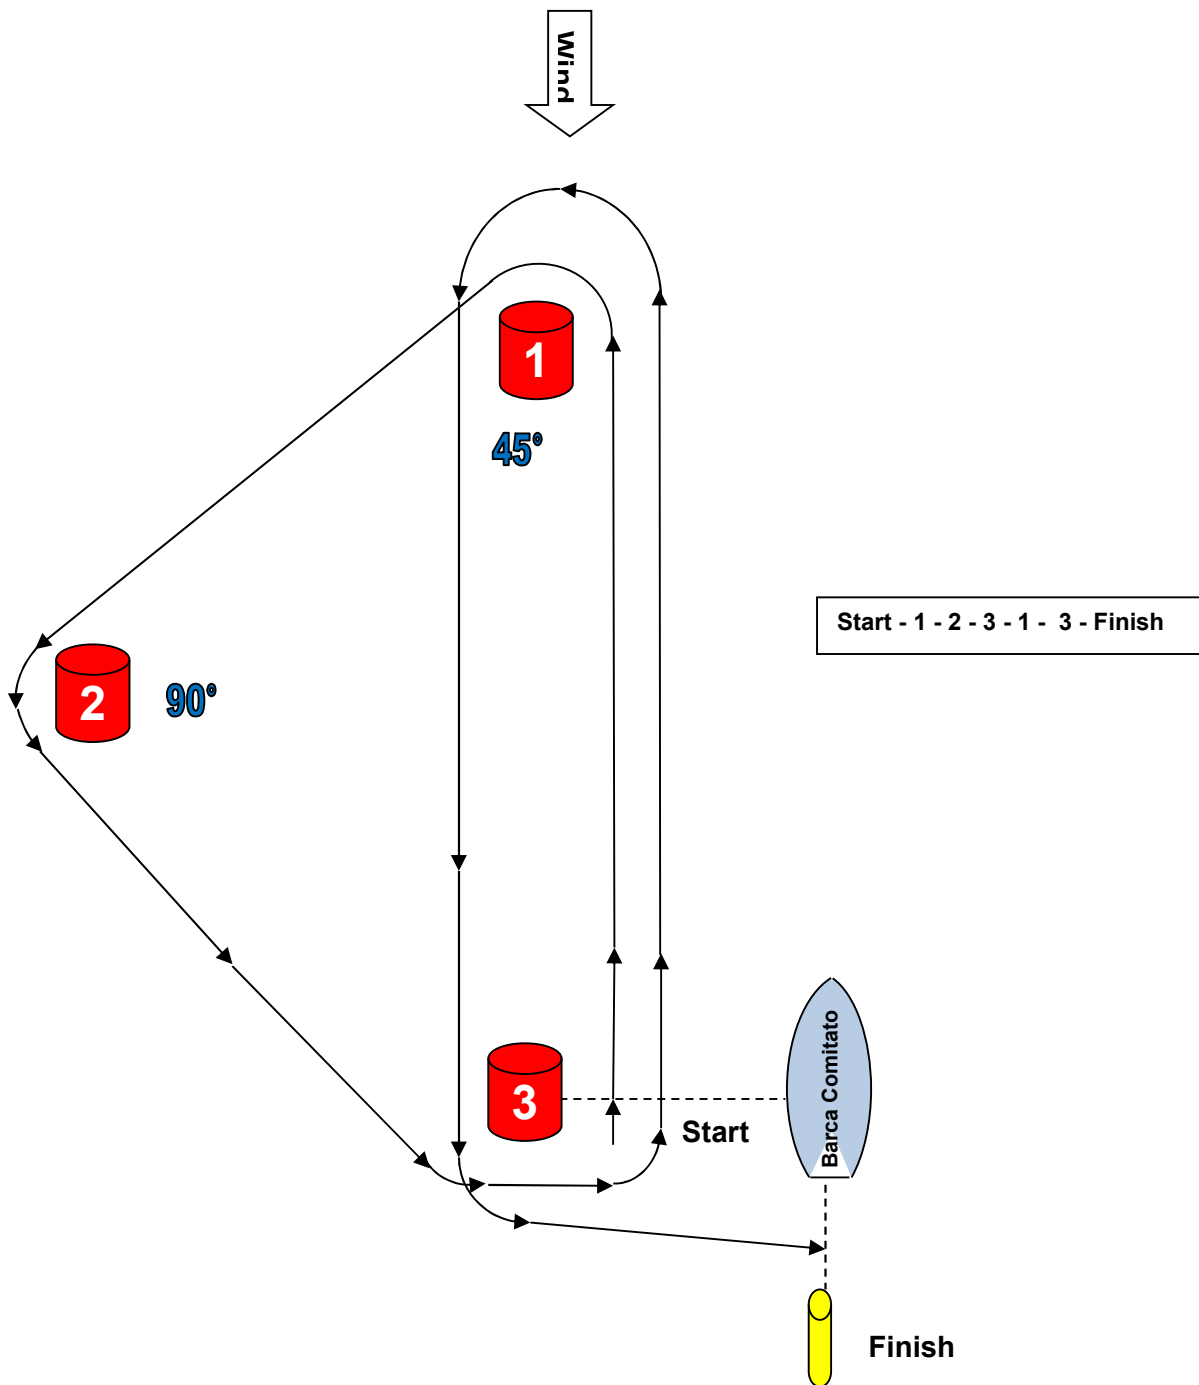 Wind
1
45°
2
90°
Start - 1 - 2 - 3 - 1 - 3 - Finish
3
Start
Barca Comitato
Finish